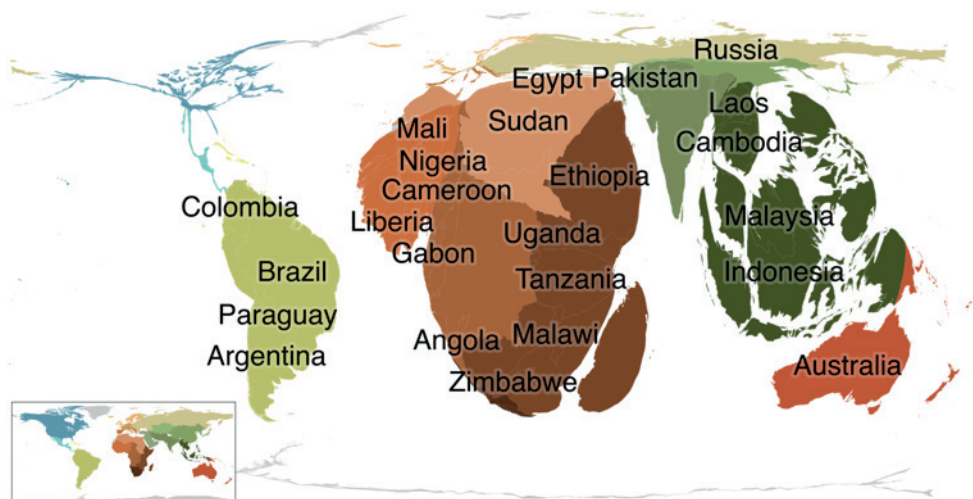 Russia
Egypt Pakistan
Laos
Mali
Sudan
Cambodia
Nigeria
Cameroon
Ethiopia
Colombia
Liberia
Malaysia
Uganda
Gabon
Brazil
Tanzania
Indonesia
Paraguay
Angola
Malawi
Argentina
Australia
Zimbabwe